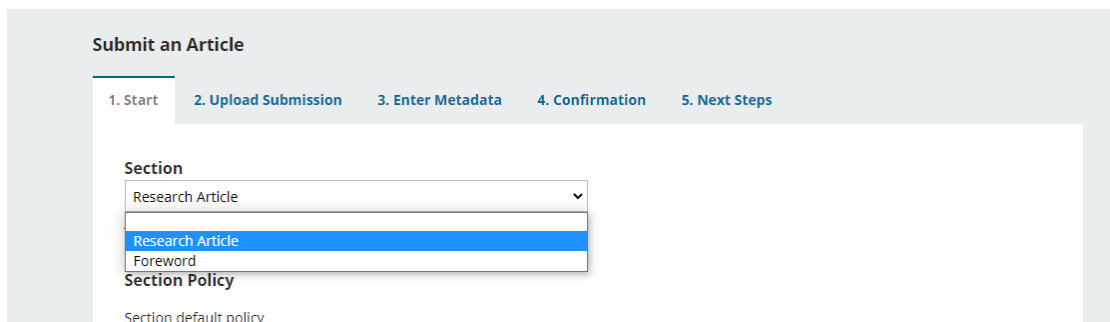 Submit an Article
1. Start 2. Upload Submission 3. Enter Metadata 4. Confirmation 5. Next Steps
Section
Research Article
Research Article
Foreword
Section Policy
Section default policy